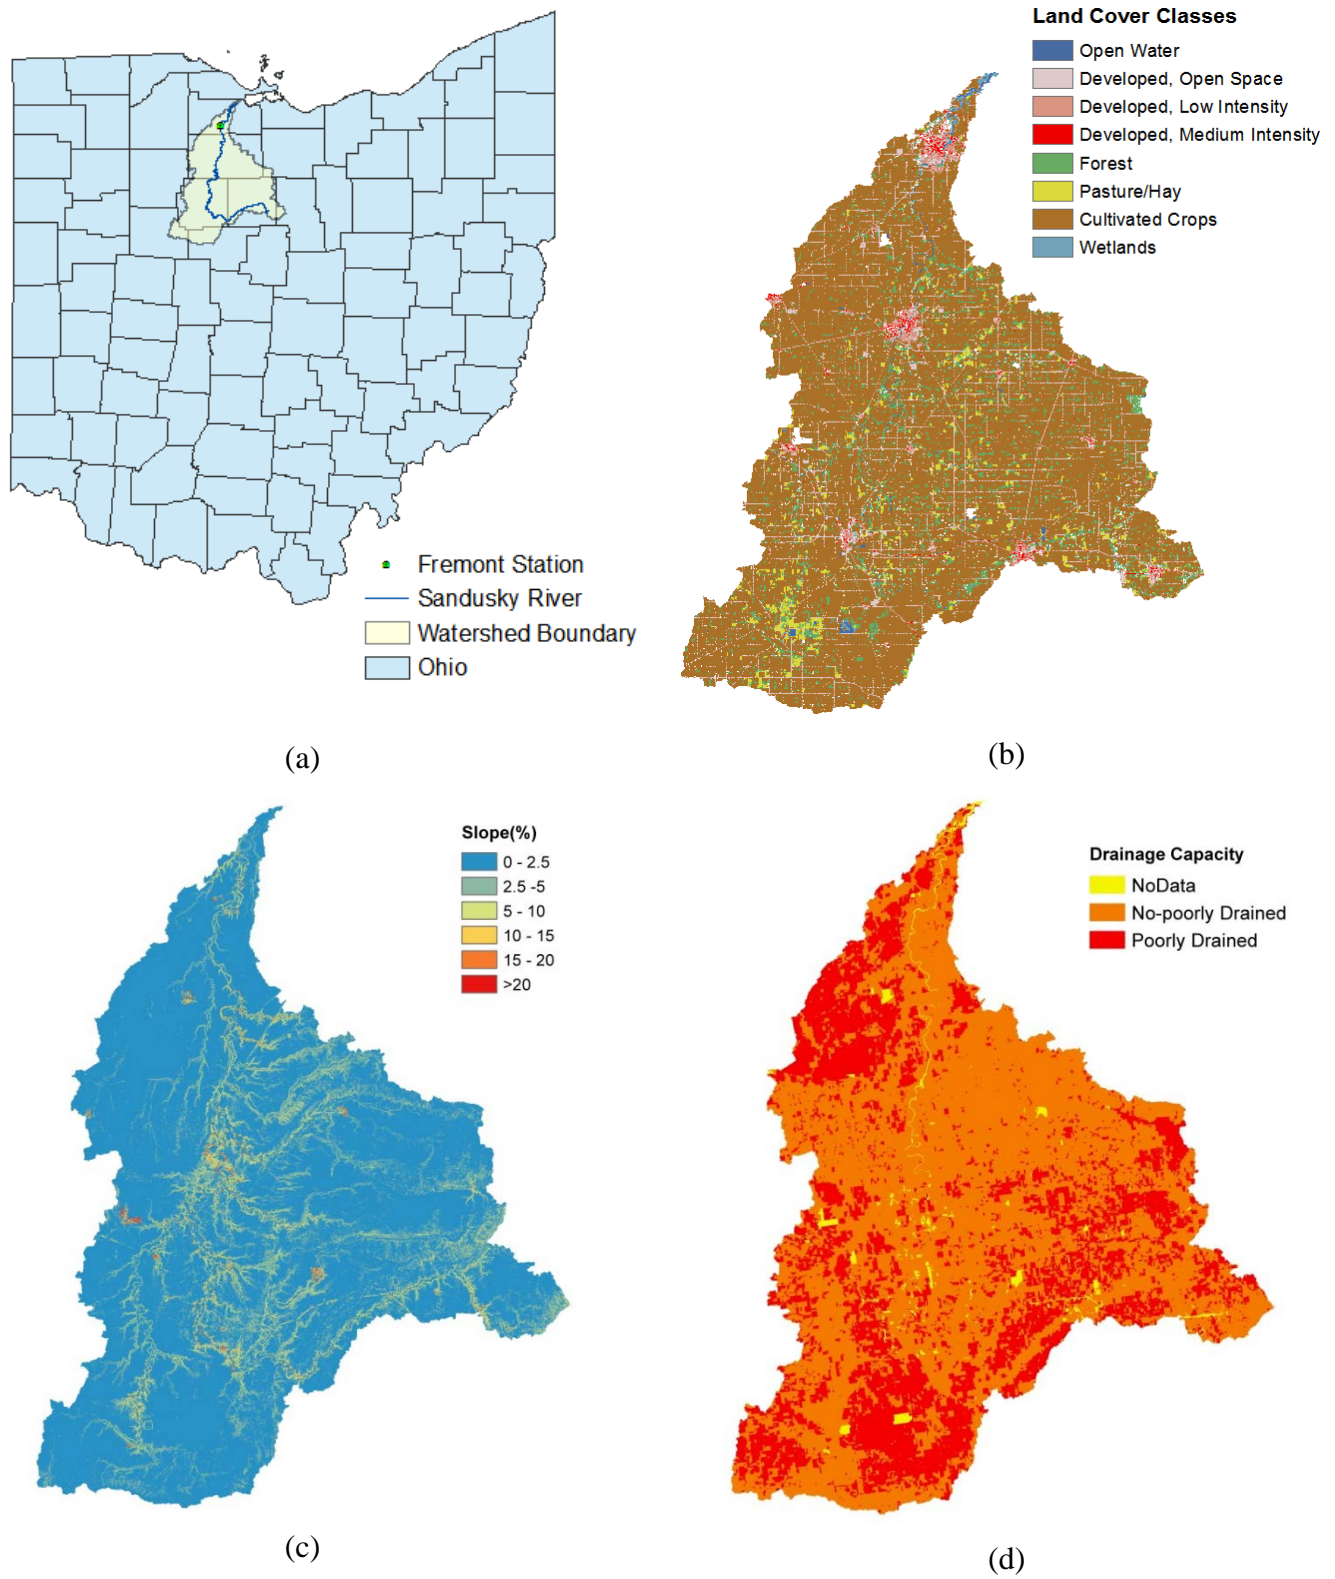 Fremont Station
Sandusky River
Watershed Boundary
Ohio
(a)
Land Cover Classes
Open Water
Developed, Open Space
Developed, Low Intensity
Developed, Medium Intensity
Forest
Pasture/Hay
Cultivated Crops
Wetlands
(b)
Slope(%)
0 - 2.5
2.5 -5
5 - 10
10 - 15
15 - 20
>20
(c)
Drainage Capacity
NoData
No-poorly Drained
Poorly Drained
(d)